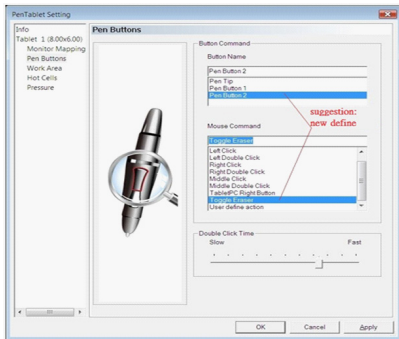 PenTablet Setting
Info
Tablet 1 (8.00x6.00)
Monitor Mapping
Pen Buttons
Work Area
Hot Cells
Pressure
Pen Buttons
Button Command
Button Name
Pen Button 2
Pen Tip
Pen Button 1
Pen Button 2
suggestion:
new define
Mouse Command
Toggle Eraser
Left Click
Left Double Click
Right Click
Right Double Click
Middle Click
Middle Double Click
TabletPC Right Button
Toggle Eraser
User define action
Double Click Time
Slow Fast
OK Cancel Apply